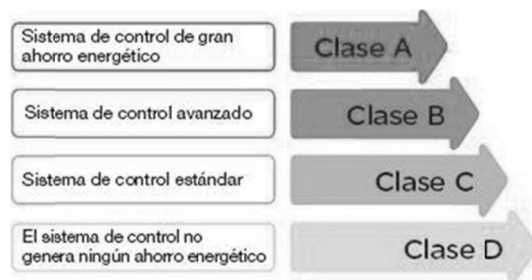 Sistema de control de gran
ahorro energético
Clase A
Sistema de control avanzado
Clase B
Sistema de control estándar
Clase C
El sistema de control no
genera ningún ahorro energético
Clase D